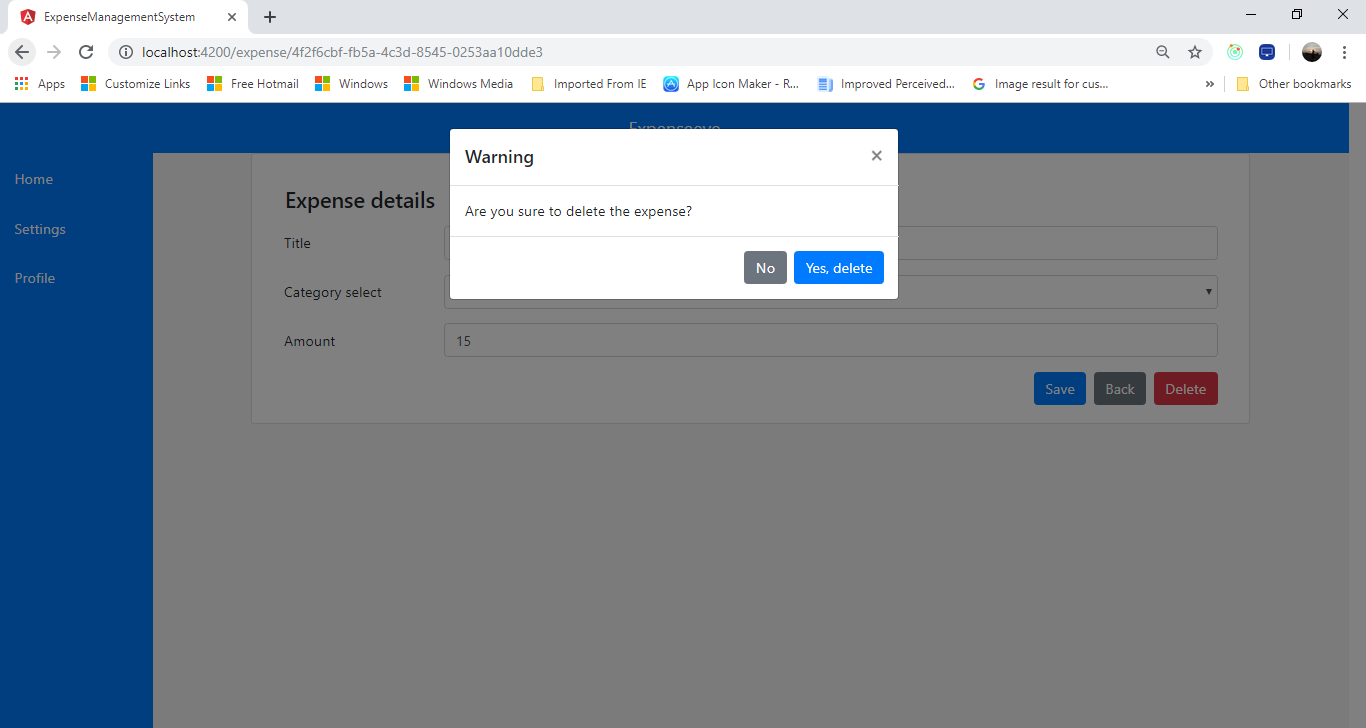 ExpenseManagementSystem
localhost:4200/expense/4f2f6cbf-fb5a-4c3d-8545-0253aa10dde3
Apps Customize Links Free Hotmail Windows Windows Media Imported From IE App Icon Maker - R... Improved Perceived... Image result for cus... » Other bookmarks
Warning ×
Home
Expense details
Are you sure to delete the expense?
Settings
Title
No Yes, delete
Profile
Category select
Amount 15
Save Back Delete